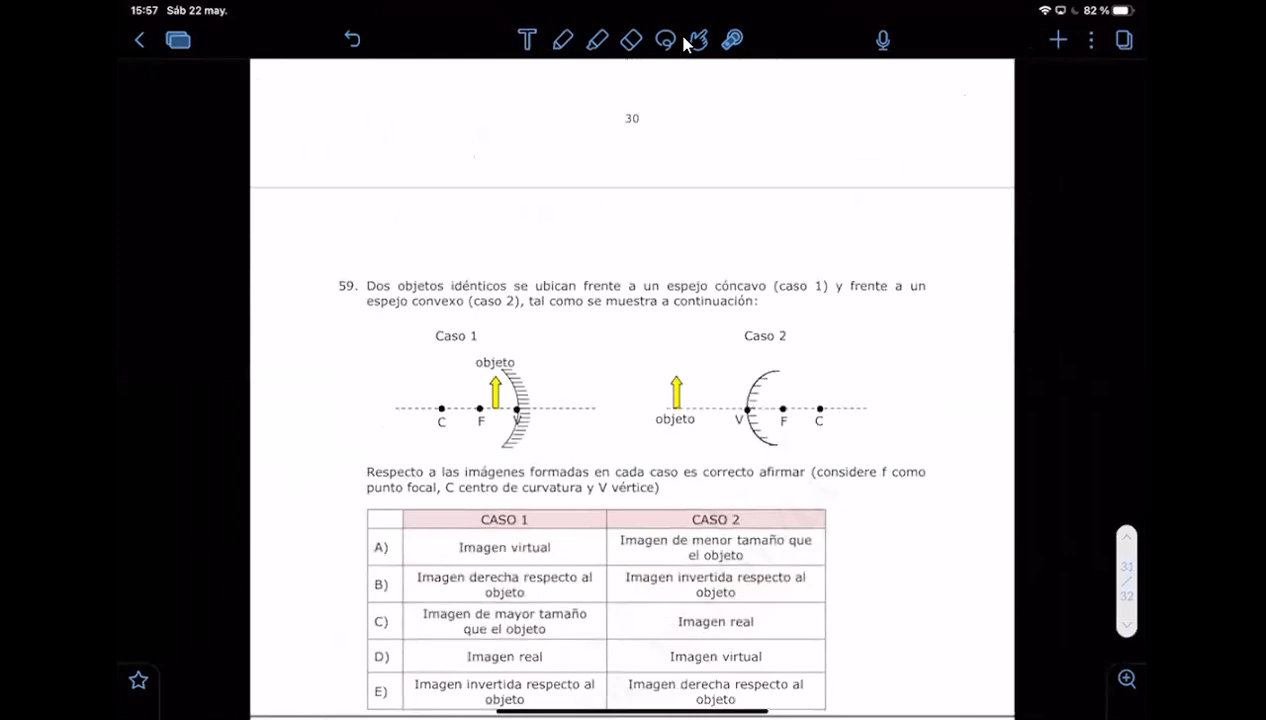 15:57 Sáb 22 may.
82 %
30
59. Dos objetos idénticos se ubican frente a un espejo cóncavo (caso 1) y frente a un
espejo convexo (caso 2), tal como se muestra a continuación:
Caso 1
Caso 2
objeto
C F V
objeto V F C
Respecto a las imágenes formadas en cada caso es correcto afirmar (considere f como
punto focal, C centro de curvatura y V vértice)
CASO 1 CASO 2
A) Imagen virtual Imagen de menor tamaño que
el objeto
B) Imagen derecha respecto al Imagen invertida respecto al
objeto objeto
C) Imagen de mayor tamaño Imagen real
que el objeto
D) Imagen real Imagen virtual
E) Imagen invertida respecto al Imagen derecha respecto al
objeto objeto
31
/
32